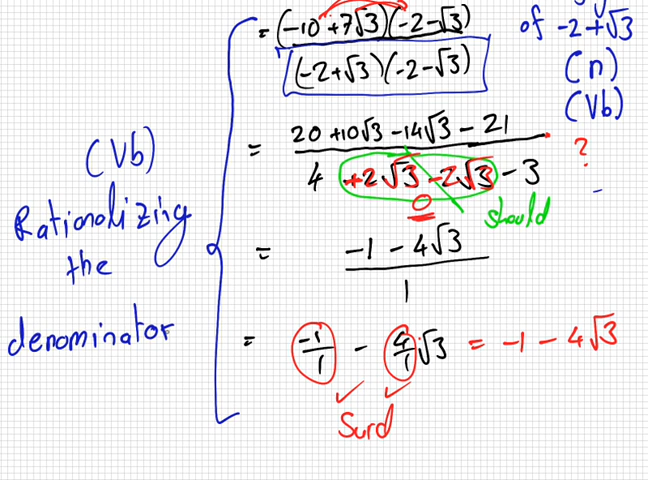 = (-10 + 7√3)(-2-√3)
(-2+√3)(-2-√3)
of -2+√3
(n)
(Vb)
= 20 + 10√3 - 14√3 - 21
4 + 2√3 - 2√3 - 3
?
0
should
= -1 - 4√3
1
= -1/1 - 4/1 √3 = -1 - 4√3
Surd
(Vb)
Rationalizing
the
denominator